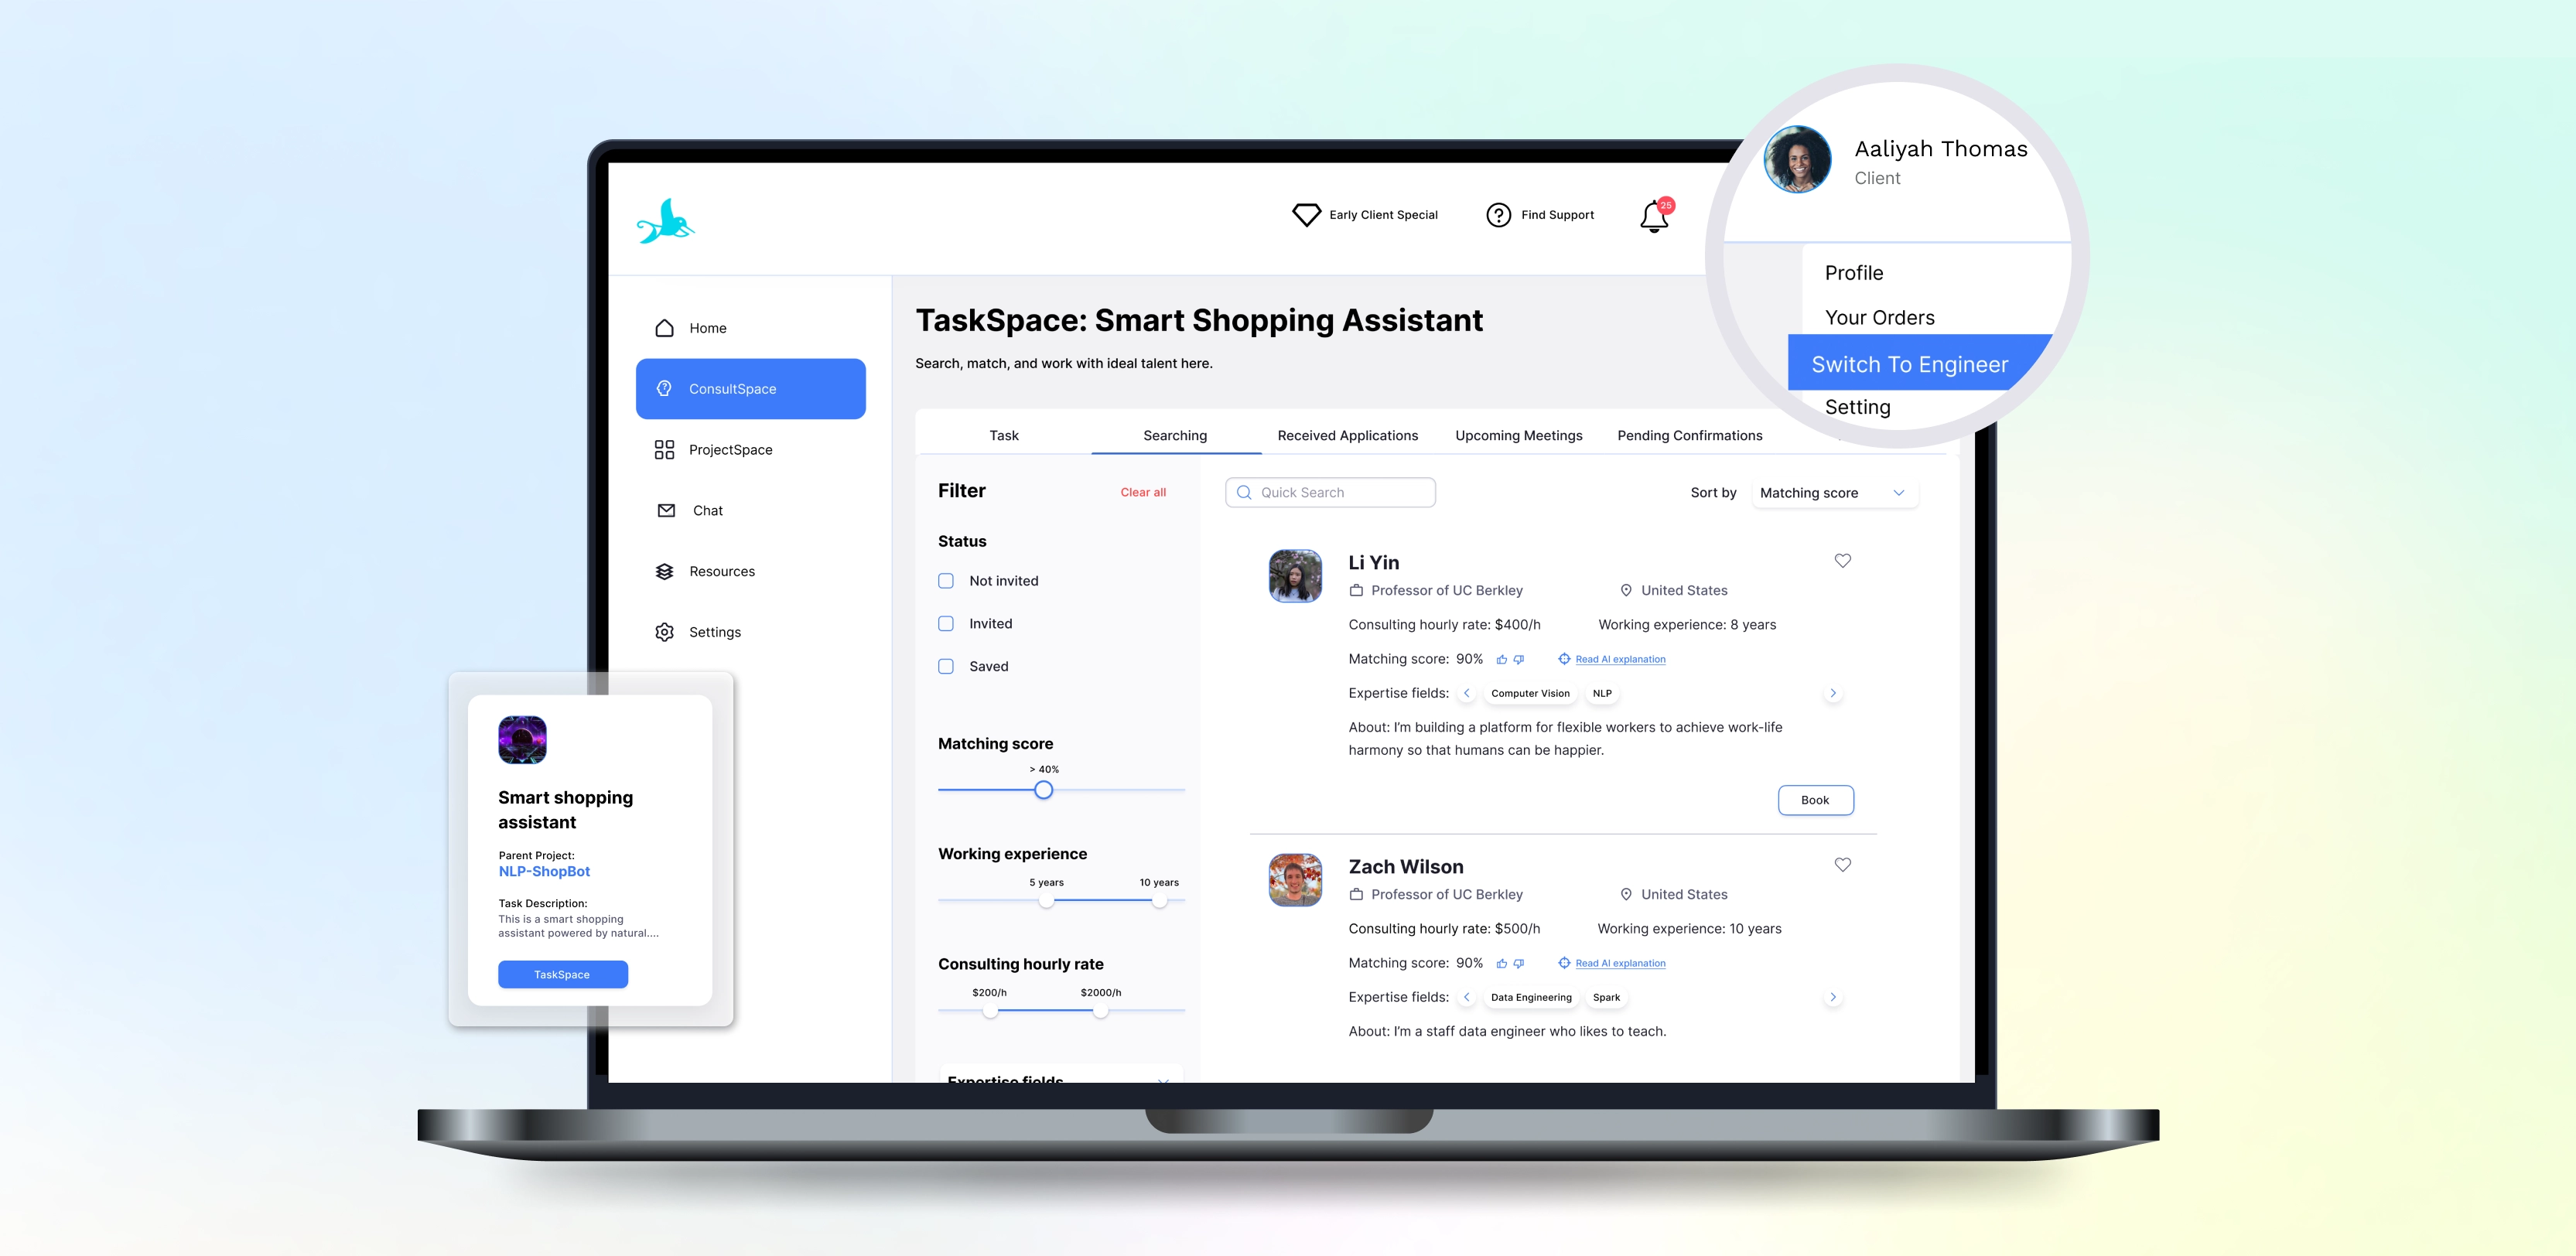 Aaliyah Thomas
Client
Early Client Special
Find Support
25
Profile
Your Orders
Switch To Engineer
Setting
Home
ConsultSpace
ProjectSpace
Chat
Resources
Settings
TaskSpace: Smart Shopping Assistant
Search, match, and work with ideal talent here.
Task
Searching
Received Applications
Upcoming Meetings
Pending Confirmations
Filter
Clear all
Status
Not invited
Invited
Saved
Matching score
> 40%
Working experience
5 years
10 years
Consulting hourly rate
$200/h
$2000/h
Expertise fields
Quick Search
Sort by
Matching score
Li Yin
Professor of UC Berkley
United States
Consulting hourly rate: $400/h
Working experience: 8 years
Matching score: 90%
Read AI explanation
Expertise fields:
Computer Vision
NLP
About: I'm building a platform for flexible workers to achieve work-life
harmony so that humans can be happier.
Book
Zach Wilson
Professor of UC Berkley
United States
Consulting hourly rate: $500/h
Working experience: 10 years
Matching score: 90%
Read AI explanation
Expertise fields:
Data Engineering
Spark
About: I'm a staff data engineer who likes to teach.
Smart shopping
assistant
Parent Project:
NLP-ShopBot
Task Description:
This is a smart shopping
assistant powered by natural....
TaskSpace